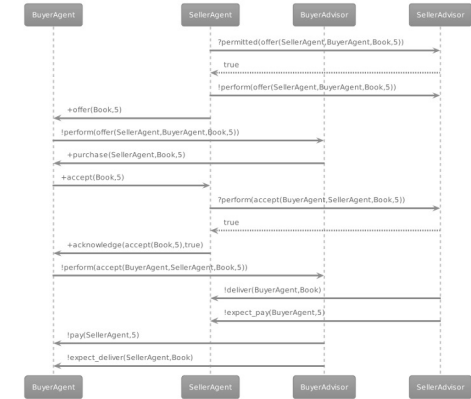 BuyerAgent SellerAgent BuyerAdvisor SellerAdvisor
?permitted(offer(SellerAgent,BuyerAgent,Book,5))
true
!perform(offer(SellerAgent,BuyerAgent,Book,5))
+offer(Book,5)
!perform(offer(SellerAgent,BuyerAgent,Book,5))
+purchase(SellerAgent,Book,5)
+accept(Book,5)
?perform(accept(BuyerAgent,SellerAgent,Book,5))
true
+acknowledge(accept(Book,5),true)
!perform(accept(BuyerAgent,SellerAgent,Book,5))
!deliver(BuyerAgent,Book)
!expect_pay(BuyerAgent,5)
!pay(SellerAgent,5)
!expect_deliver(SellerAgent,Book)
BuyerAgent SellerAgent BuyerAdvisor SellerAdvisor